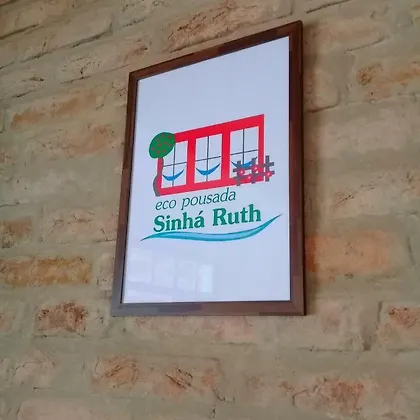 eco pousada
Sinhá Ruth